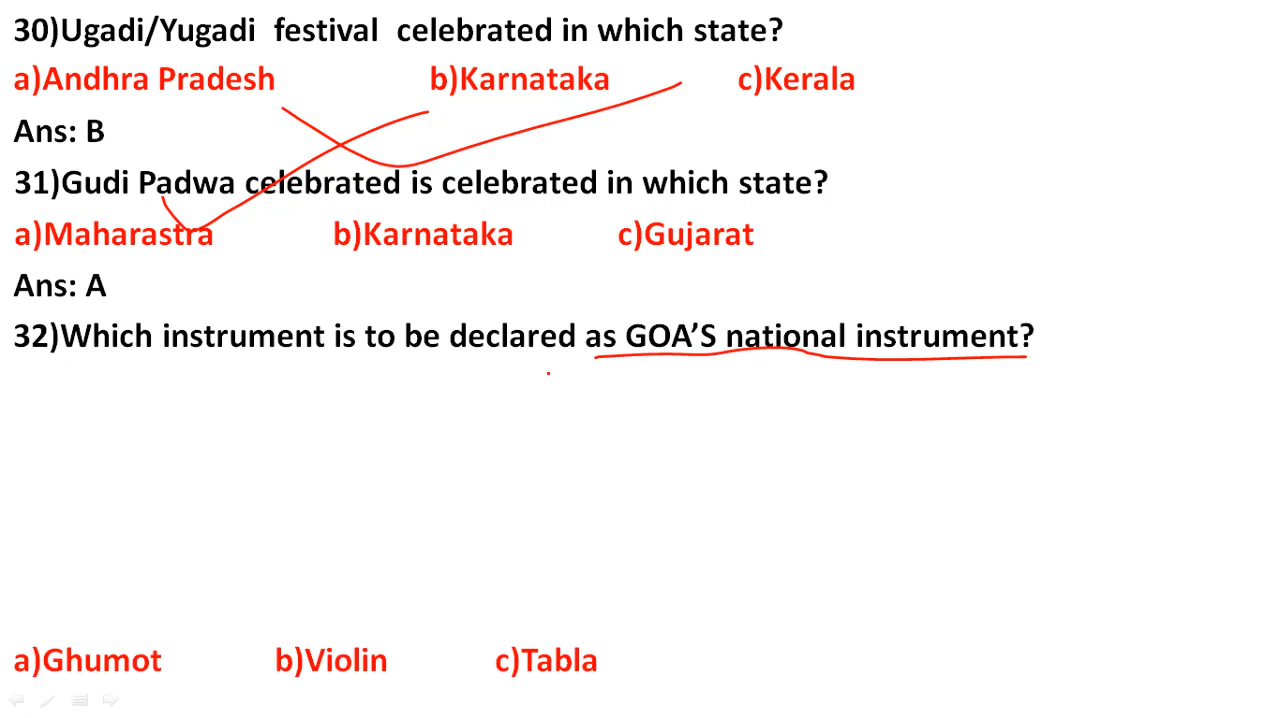 30)Ugadi/Yugadi festival celebrated in which state?
a)Andhra Pradesh b)Karnataka c)Kerala
Ans: B
31)Gudi Padwa celebrated is celebrated in which state?
a)Maharastra b)Karnataka c)Gujarat
Ans: A
32)Which instrument is to be declared as GOA’S national instrument?
a)Ghumot b)Violin c)Tabla